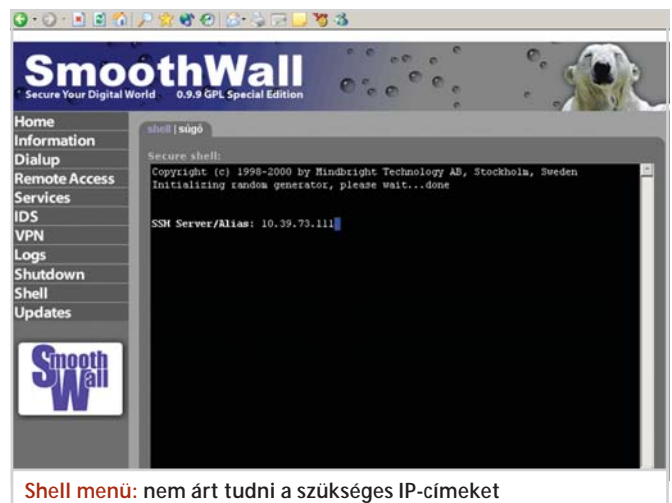 SmoothWall
Secure Your Digital World 0.9.9 GPL Special Edition
Home
Information
Dialup
Remote Access
Services
IDS
VPN
Logs
Shutdown
Shell
Updates
Smooth
Wall
shell | súgó
Secure shell:
Copyright (c) 1998-2000 by Mindbright Technology AB, Stockholm, Sweden
Initializing random generator, please wait...done
SSH Server/Alias: 10.39.73.111
Shell menü: nem árt tudni a szükséges IP-címeket